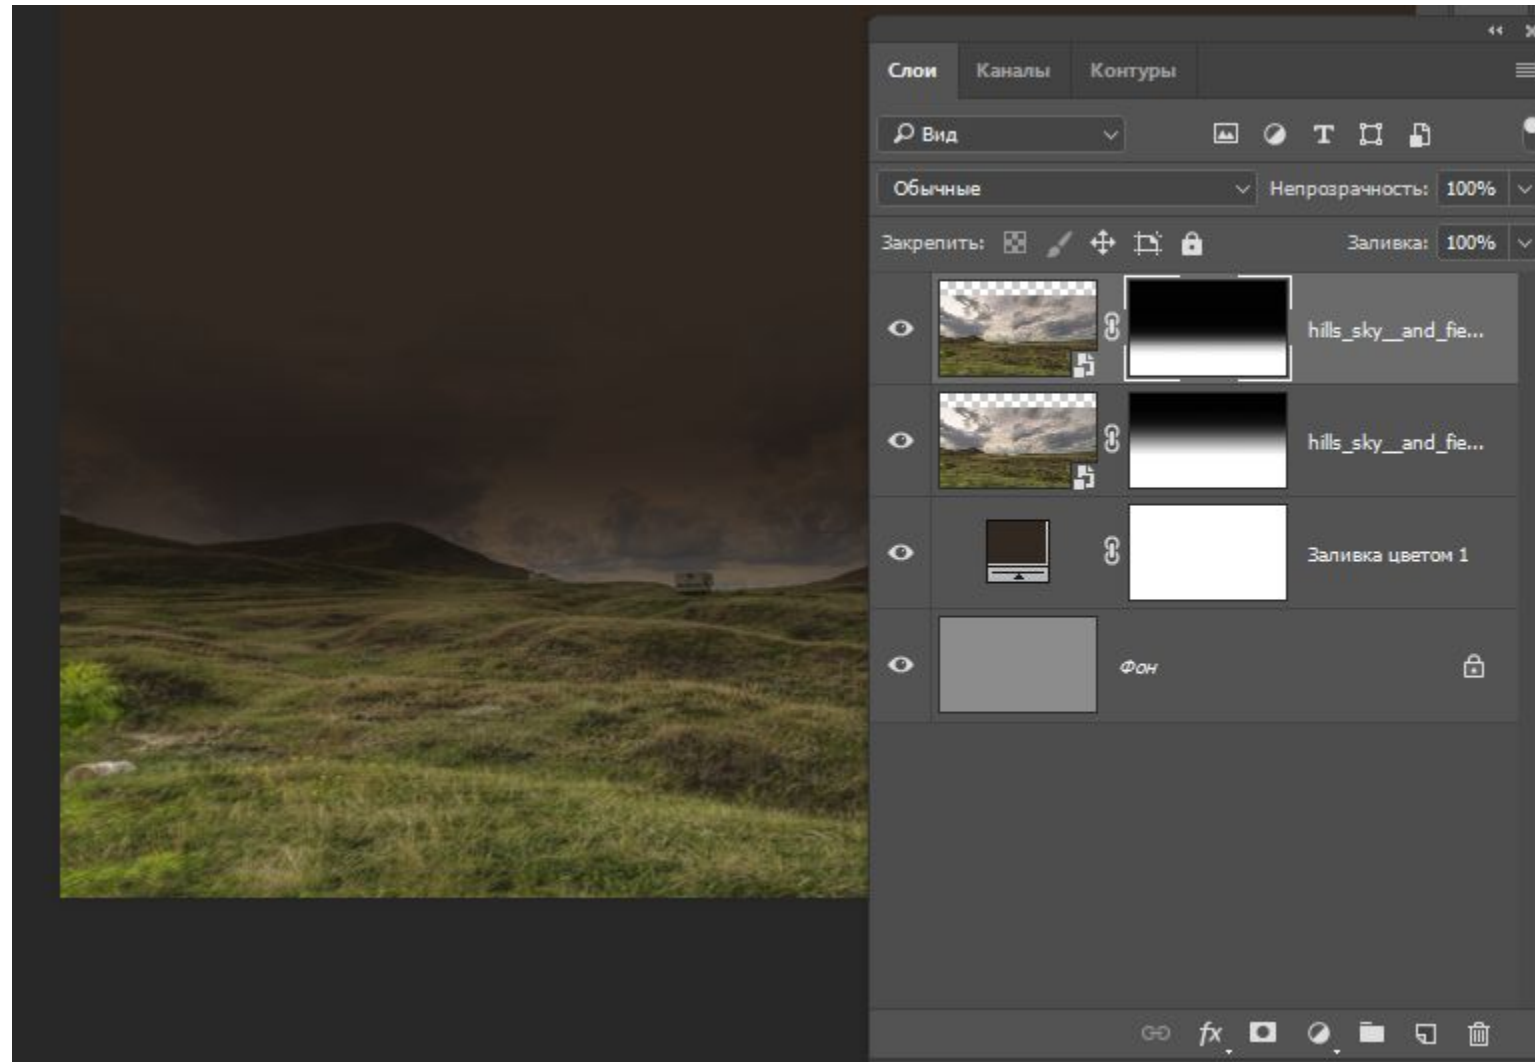 Слои Каналы Контуры
Вид
Обычные Непрозрачность: 100%
Закрепить: Заливка: 100%
hills_sky__and_fie...
hills_sky__and_fie...
Заливка цветом 1
Фон
fx